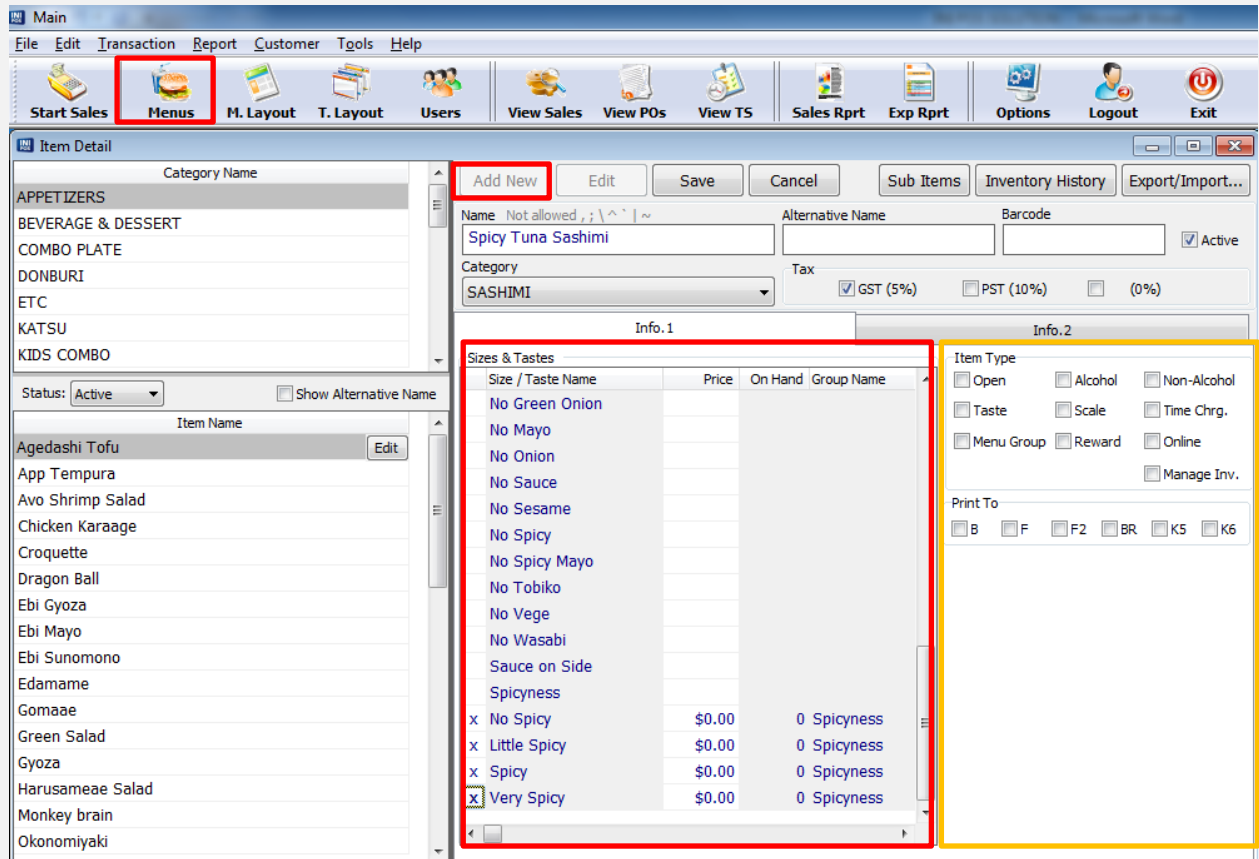 INI POS Main
File Edit Transaction Report Customer Tools Help
Start Sales Menus M. Layout T. Layout Users View Sales View POs View TS Sales Rprt Exp Rprt Options Logout Exit
Item Detail
Category Name
APPETIZERS
BEVERAGE & DESSERT
COMBO PLATE
DONBURI
ETC
KATSU
KIDS COMBO
Status: Active Show Alternative Name
Item Name
Agedashi Tofu Edit
App Tempura
Avo Shrimp Salad
Chicken Karaage
Croquette
Dragon Ball
Ebi Gyoza
Ebi Mayo
Ebi Sunomono
Edamame
Gomaae
Green Salad
Gyoza
Harusameae Salad
Monkey brain
Okonomiyaki
Add New Edit Save Cancel Sub Items Inventory History Export/Import...
Name Not allowed , ; \ ^ ` | ~ Alternative Name Barcode
Spicy Tuna Sashimi Active
Category Tax
SASHIMI GST (5%) PST (10%) (0%)
Info.1 Info.2
Sizes & Tastes
Size / Taste Name Price On Hand Group Name
No Green Onion
No Mayo
No Onion
No Sauce
No Sesame
No Spicy
No Spicy Mayo
No Tobiko
No Vege
No Wasabi
Sauce on Side
Spicyness
x No Spicy $0.00 0 Spicyness
x Little Spicy $0.00 0 Spicyness
x Spicy $0.00 0 Spicyness
x Very Spicy $0.00 0 Spicyness
Item Type
Open Alcohol Non-Alcohol
Taste Scale Time Chrg.
Menu Group Reward Online
Manage Inv.
Print To
B F F2 BR K5 K6